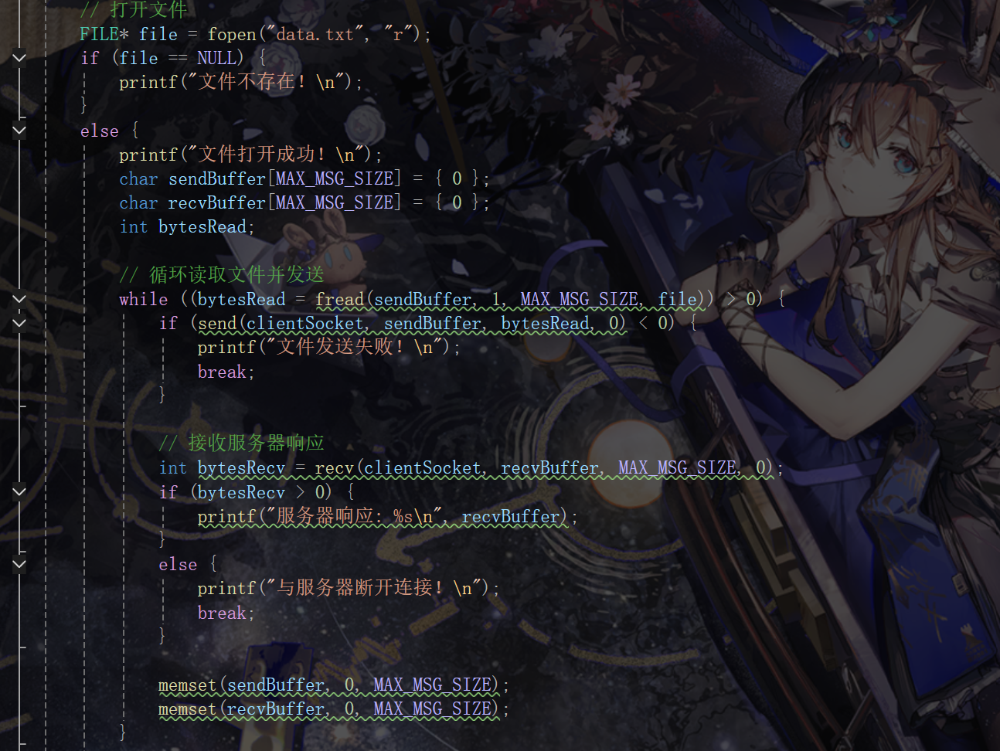 // 打开文件
FILE* file = fopen("data.txt", "r");
if (file == NULL) {
printf("文件不存在！\n");
}
else {
printf("文件打开成功！\n");
char sendBuffer[MAX_MSG_SIZE] = { 0 };
char recvBuffer[MAX_MSG_SIZE] = { 0 };
int bytesRead;
// 循环读取文件并发送
while ((bytesRead = fread(sendBuffer, 1, MAX_MSG_SIZE, file)) > 0) {
if (send(clientSocket, sendBuffer, bytesRead, 0) < 0) {
printf("文件发送失败！\n");
break;
}
// 接收服务器响应
int bytesRecv = recv(clientSocket, recvBuffer, MAX_MSG_SIZE, 0);
if (bytesRecv > 0) {
printf("服务器响应: %s\n", recvBuffer);
}
else {
printf("与服务器断开连接！\n");
break;
}
memset(sendBuffer, 0, MAX_MSG_SIZE);
memset(recvBuffer, 0, MAX_MSG_SIZE);
}